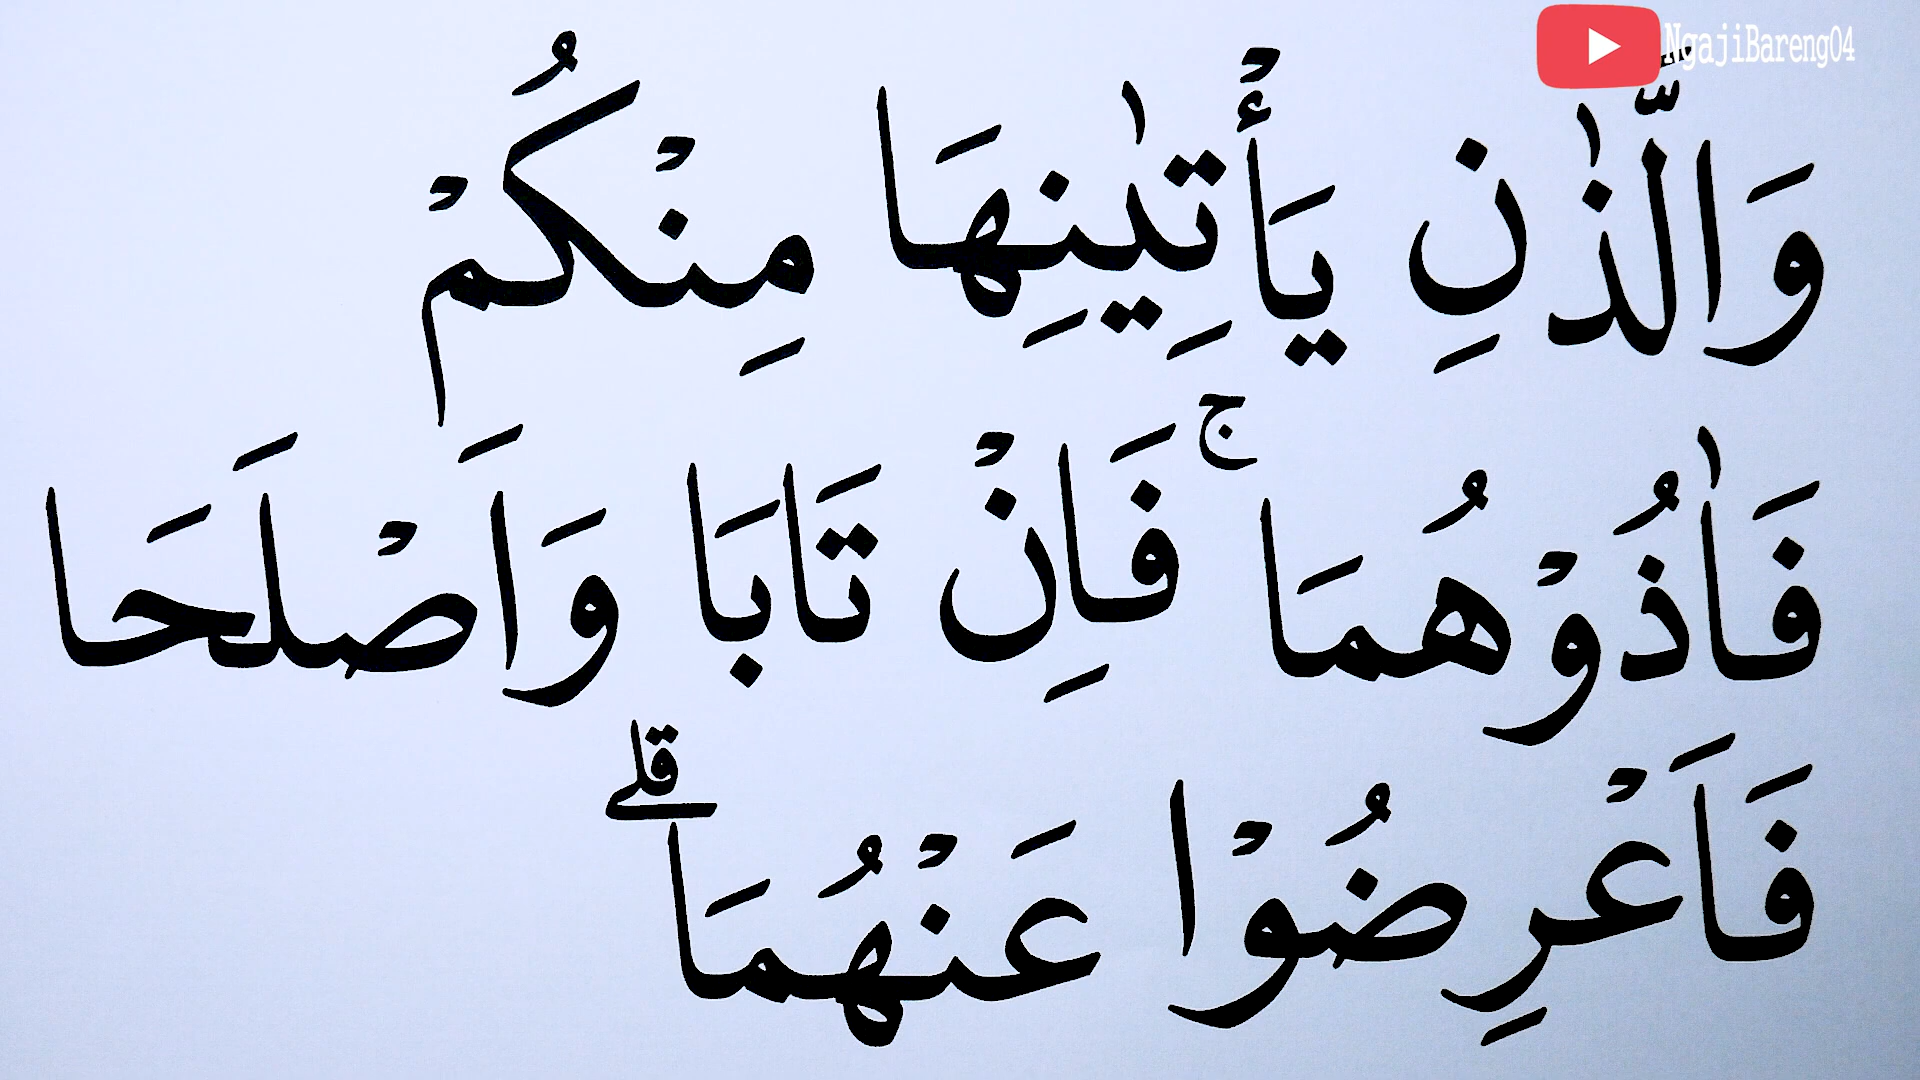 NgajiBareng04
وَالَّذٰنِ يَأْتِيٰنِهَا مِنْكُمْ
فَاٰذُوْهُمَا ۚ فَاِنْ تَابَا وَاَصْلَحَا
فَاَعْرِضُوْا عَنْهُمَا ۗ